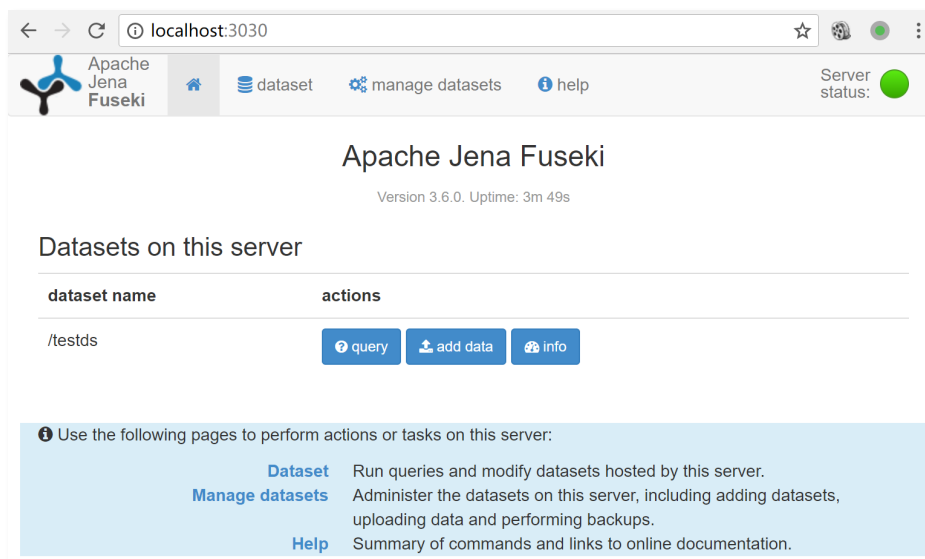 localhost:3030
Apache
Jena
Fuseki
dataset
manage datasets
help
Server
status:
Apache Jena Fuseki
Version 3.6.0. Uptime: 3m 49s
Datasets on this server
dataset name actions
/testds query add data info
Use the following pages to perform actions or tasks on this server:
Dataset Run queries and modify datasets hosted by this server.
Manage datasets Administer the datasets on this server, including adding datasets,
uploading data and performing backups.
Help Summary of commands and links to online documentation.